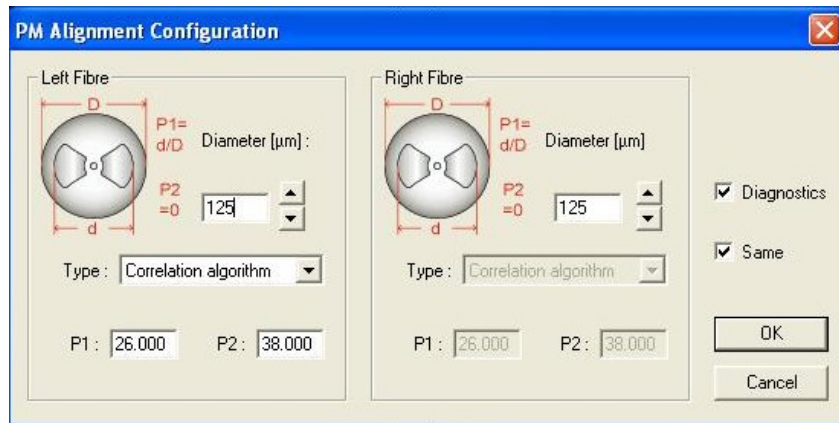 PM Alignment Configuration
Left Fibre
D
P1=
d/D
Diameter [µm] :
P2
=0
125
d
Type : Correlation algorithm
P1 : 26.000 P2 : 38.000
Right Fibre
D
P1=
d/D
Diameter [µm]
P2
=0
125
d
Type : Correlation algorithm
P1 : 26.000 P2 : 38.000
Diagnostics
Same
OK
Cancel